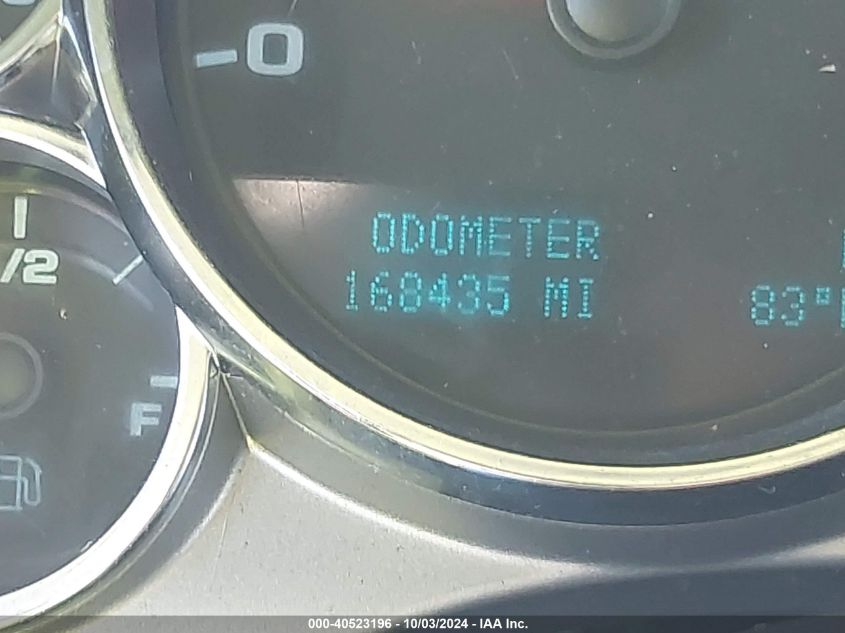 0
1/2
F
ODOMETER
168435 MI
83°
000-40523196 - 10/03/2024 - IAA Inc.